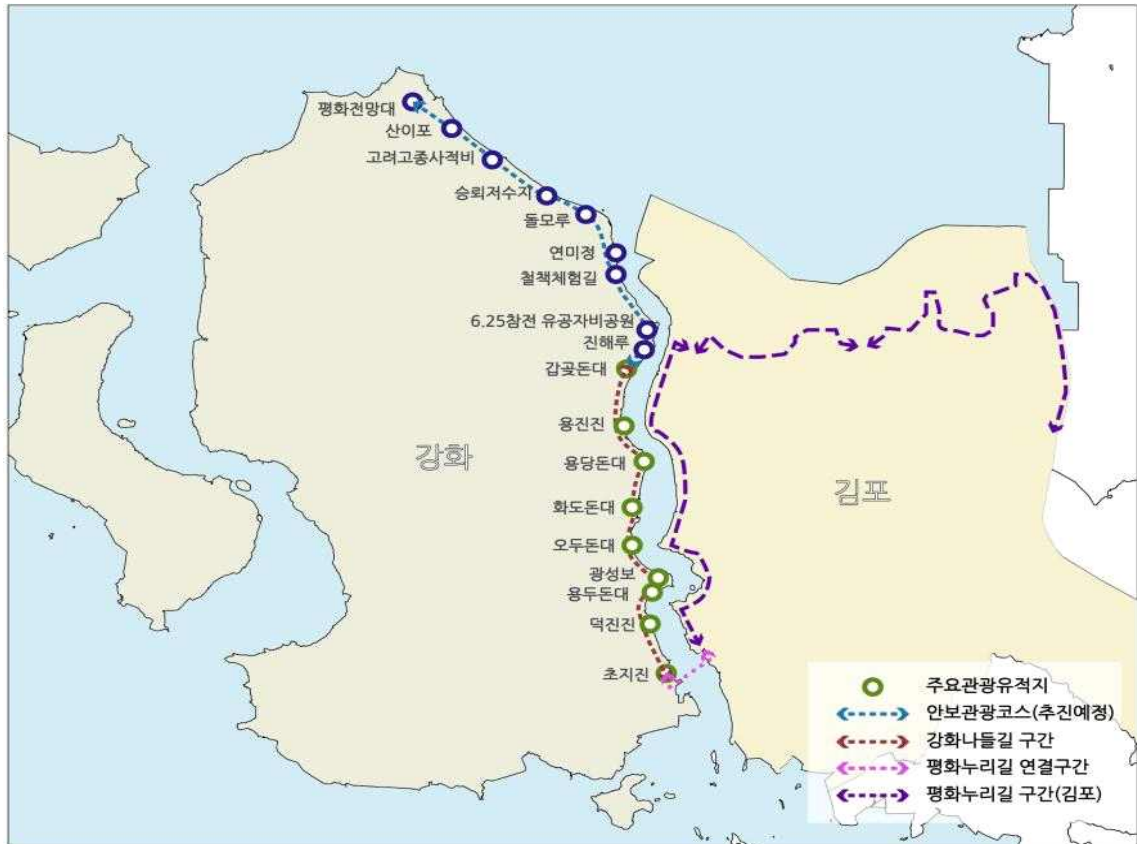 평화전망대
산이포
고려고종사적비
승뢰저수지
돌모루
연미정
철책체험길
6.25참전 유공자비공원
진해루
갑곶돈대
용진진
용당돈대
화도돈대
오두돈대
광성보
용두돈대
덕진진
초지진
강화
김포
주요관광유적지
안보관광코스(추진예정)
강화나들길 구간
평화누리길 연결구간
평화누리길 구간(김포)